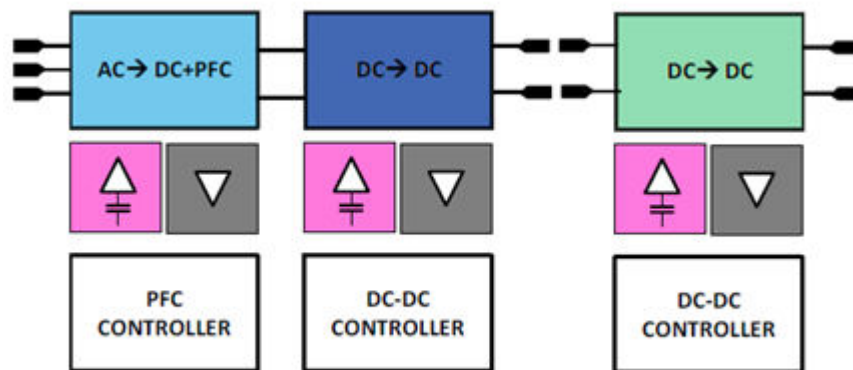 AC→ DC+PFC
DC→ DC
DC→ DC
PFC
CONTROLLER
DC-DC
CONTROLLER
DC-DC
CONTROLLER